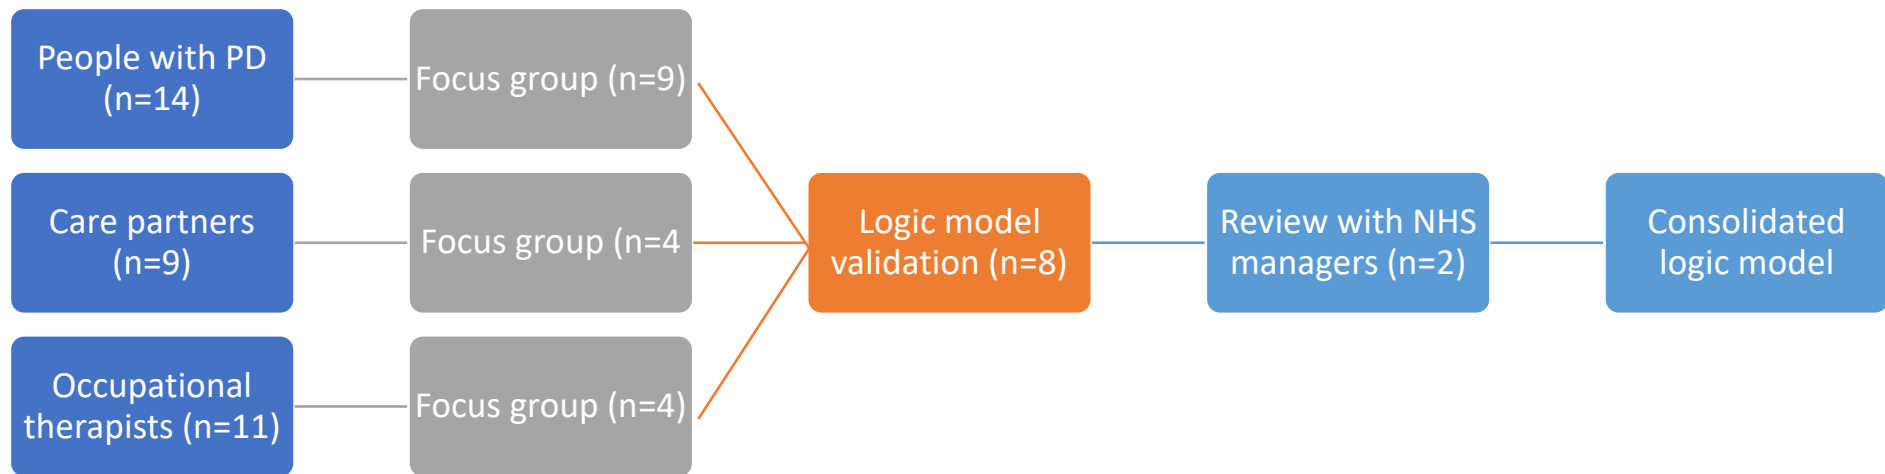 People with PD
(n=14)
Focus group (n=9)
Care partners
(n=9)
Focus group (n=4
Occupational
therapists (n=11)
Focus group (n=4)
Logic model
validation (n=8)
Review with NHS
managers (n=2)
Consolidated
logic model